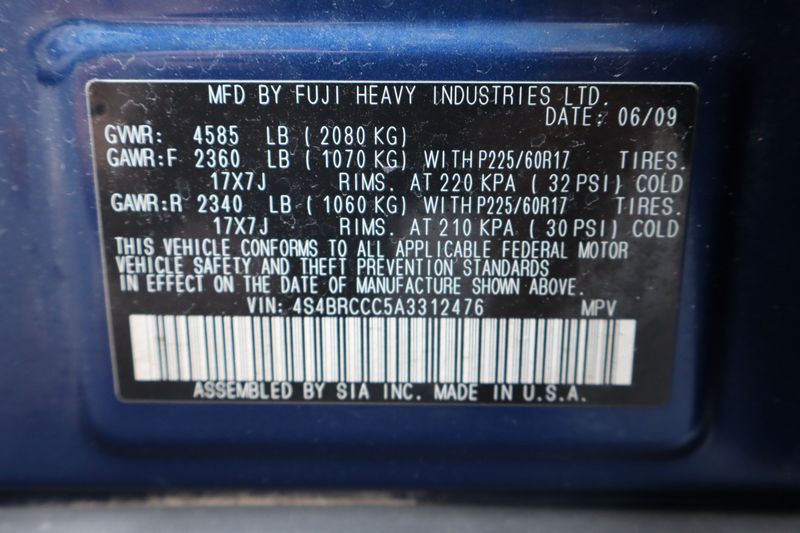 MFD BY FUJI HEAVY INDUSTRIES LTD.
DATE: 06/09
GVWR: 4585 LB ( 2080 KG)
GAWR:F 2360 LB ( 1070 KG) WITH P225/60R17 TIRES.
17X7J RIMS. AT 220 KPA ( 32 PSI) COLD
GAWR:R 2340 LB ( 1060 KG) WITH P225/60R17 TIRES.
17X7J RIMS. AT 210 KPA ( 30 PSI) COLD
THIS VEHICLE CONFORMS TO ALL APPLICABLE FEDERAL MOTOR
VEHICLE SAFETY AND THEFT PREVENTION STANDARDS
IN EFFECT ON THE DATE OF MANUFACTURE SHOWN ABOVE.
VIN: 4S4BRCCC5A3312476 MPV
ASSEMBLED BY SIA INC. MADE IN U.S.A.